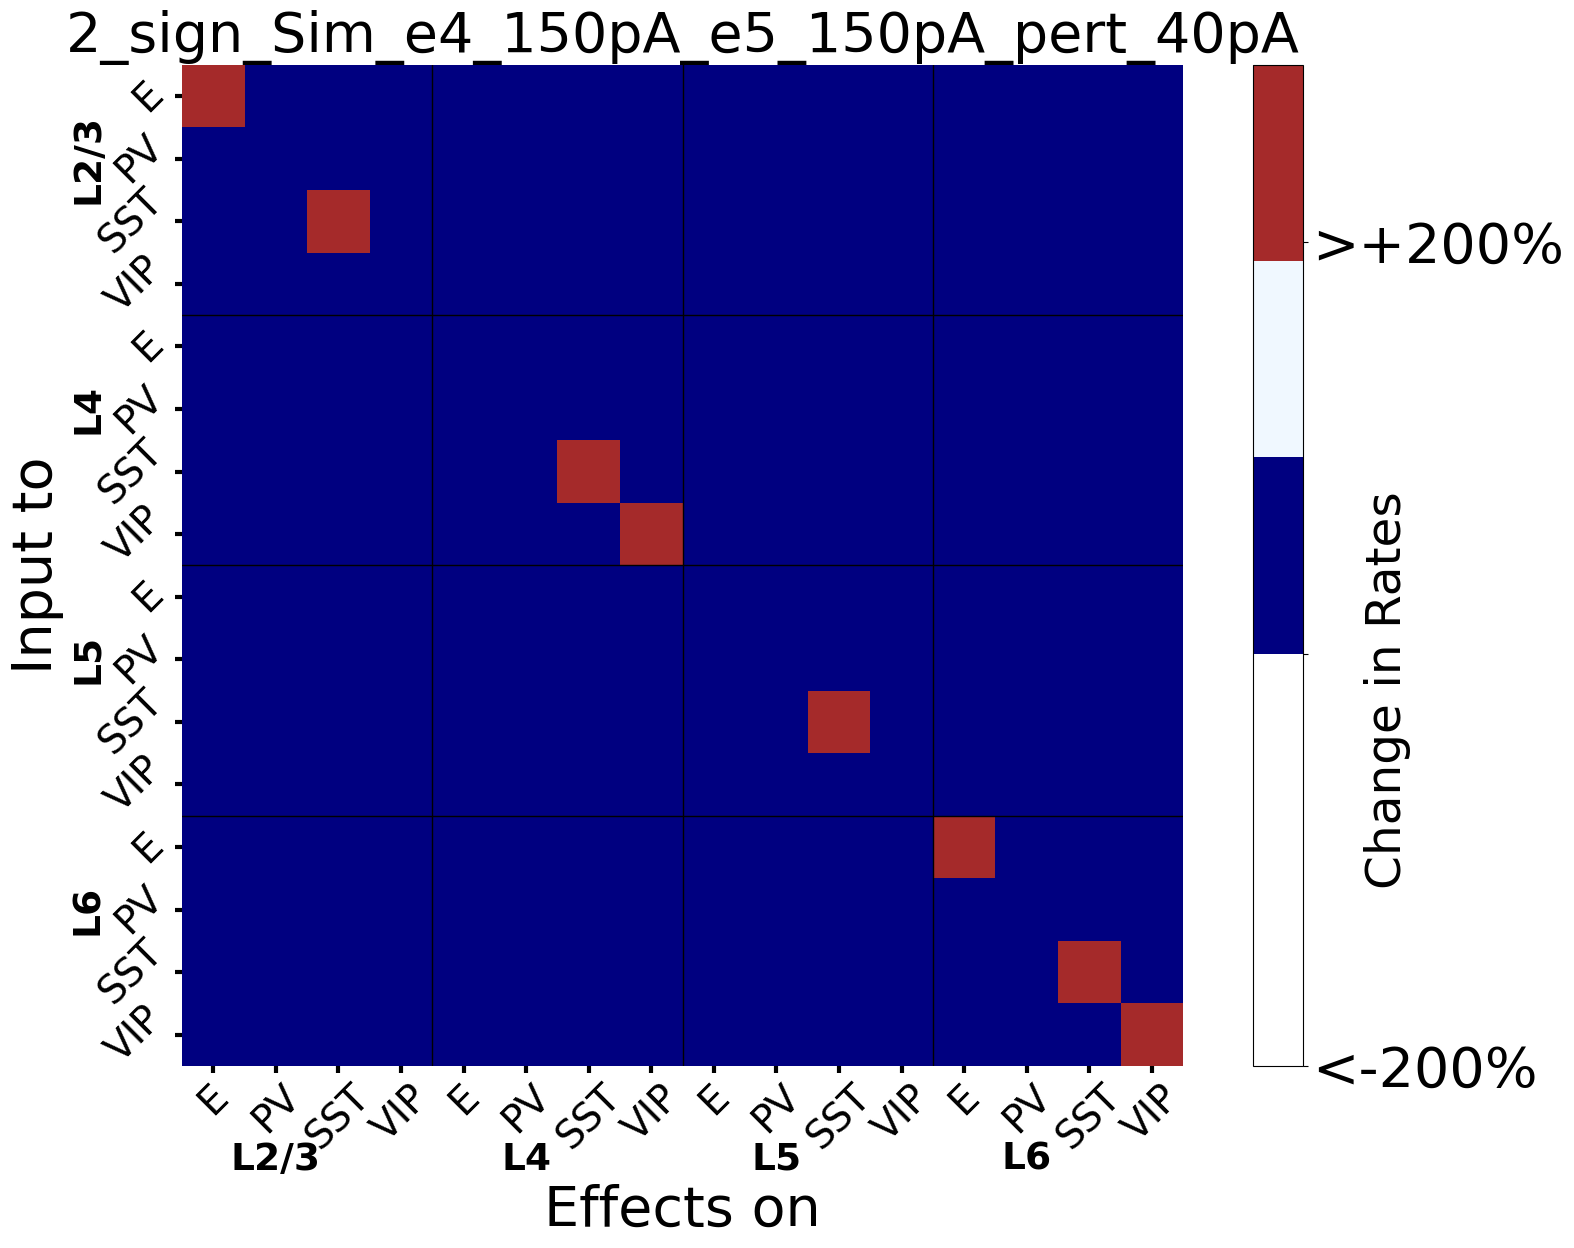 2_sign_Sim_e4_150pA_e5_150pA_pert_40pA
Input to
L2/3
E
PV
SST
VIP
L4
E
PV
SST
VIP
L5
E
PV
SST
VIP
L6
E
PV
SST
VIP
E
PV
SST
VIP
E
PV
SST
VIP
E
PV
SST
VIP
E
PV
SST
VIP
L2/3
L4
L5
L6
Effects on
>+200%
<-200%
Change in Rates